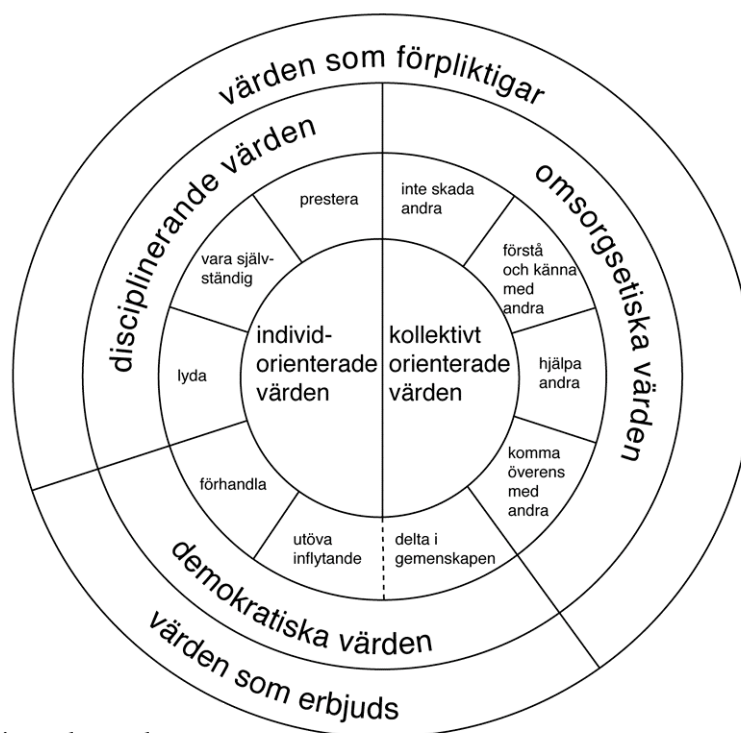 värden som förpliktigar
disciplinerande värden
omsorgsetiska värden
prestera
inte skada
andra
vara själv-
ständig
förstå
och känna
med
andra
individ-
orienterade
värden
kollektivt
orienterade
värden
lyda
hjälpa
andra
förhandla
komma
överens
med
andra
utöva
inflytande
delta i
gemenskapen
demokratiska värden
värden som erbjuds